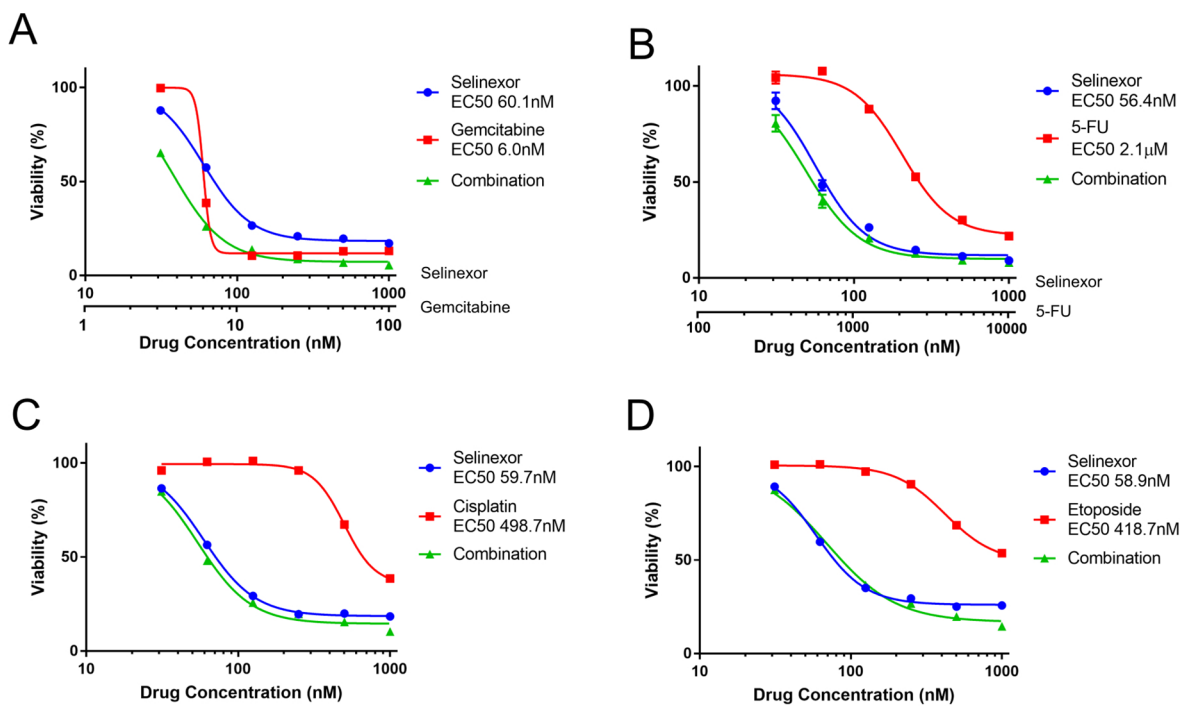 A
Viability (%)
100
50
0
10
100
1000
Selinexor
1
10
100
Gemcitabine
Drug Concentration (nM)
Selinexor
EC50 60.1nM
Gemcitabine
EC50 6.0nM
Combination
B
Viability (%)
100
50
0
10
100
1000
Selinexor
100
1000
10000
5-FU
Drug Concentration (nM)
Selinexor
EC50 56.4nM
5-FU
EC50 2.1μM
Combination
C
Viability (%)
100
50
0
10
100
1000
Drug Concentration (nM)
Selinexor
EC50 59.7nM
Cisplatin
EC50 498.7nM
Combination
D
Viability (%)
100
50
0
10
100
1000
Drug Concentration (nM)
Selinexor
EC50 58.9nM
Etoposide
EC50 418.7nM
Combination